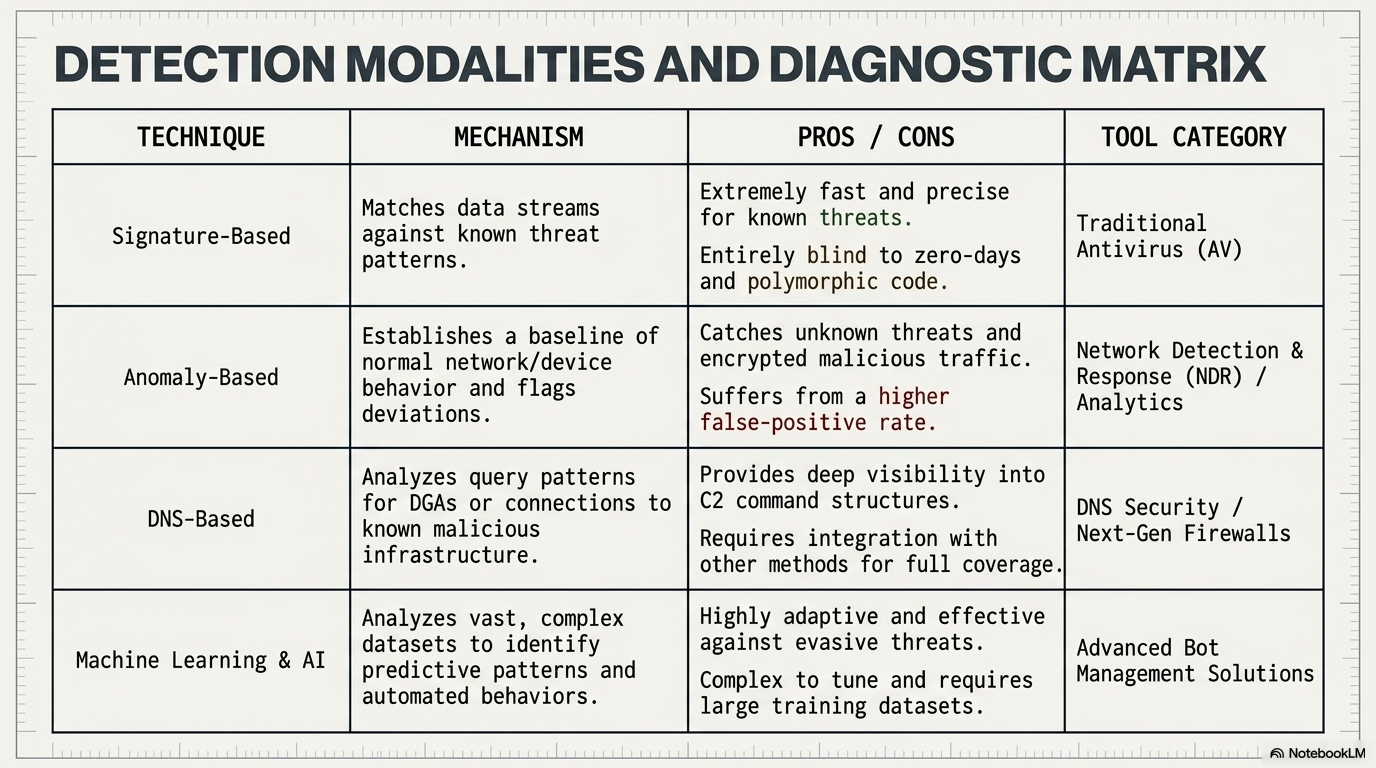 DETECTION MODALITIES AND DIAGNOSTIC MATRIX
TECHNIQUE
MECHANISM
PROS / CONS
TOOL CATEGORY
Signature-Based
Matches data streams
against known threat
patterns.
Extremely fast and precise
for known threats.
Entirely blind to zero-days
and polymorphic code.
Traditional
Antivirus (AV)
Anomaly-Based
Establishes a baseline of
normal network/device
behavior and flags
deviations.
Catches unknown threats and
encrypted malicious traffic.
Suffers from a higher
false-positive rate.
Network Detection &
Response (NDR) /
Analytics
DNS-Based
Analyzes query patterns
for DGAs or connections to
known malicious
infrastructure.
Provides deep visibility into
C2 command structures.
Requires integration with
other methods for full coverage.
DNS Security /
Next-Gen Firewalls
Machine Learning & AI
Analyzes vast, complex
datasets to identify
predictive patterns and
automated behaviors.
Highly adaptive and effective
against evasive threats.
Complex to tune and requires
large training datasets.
Advanced Bot
Management Solutions
NotebookLM